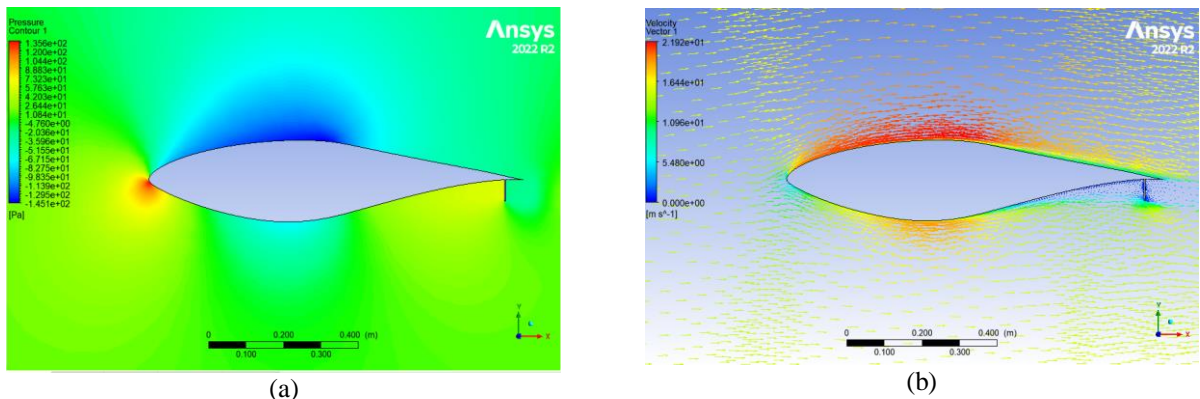 Pressure
Contour 1
1.356e+02
1.200e+02
1.044e+02
8.883e+01
7.323e+01
5.763e+01
4.203e+01
2.644e+01
1.084e+01
-4.760e+00
-2.036e+01
-3.596e+01
-5.155e+01
-6.715e+01
-8.275e+01
-9.835e+01
-1.139e+02
-1.295e+02
-1.451e+02
[Pa]
Ansys
2022 R2
0 0.200 0.400 (m)
0.100 0.300
Y
X
(a)
Velocity
Vector 1
2.192e+01
1.644e+01
1.096e+01
5.480e+00
0.000e+00
[m s^-1]
Ansys
2022 R2
0 0.200 0.400 (m)
0.100 0.300
Y
X
(b)